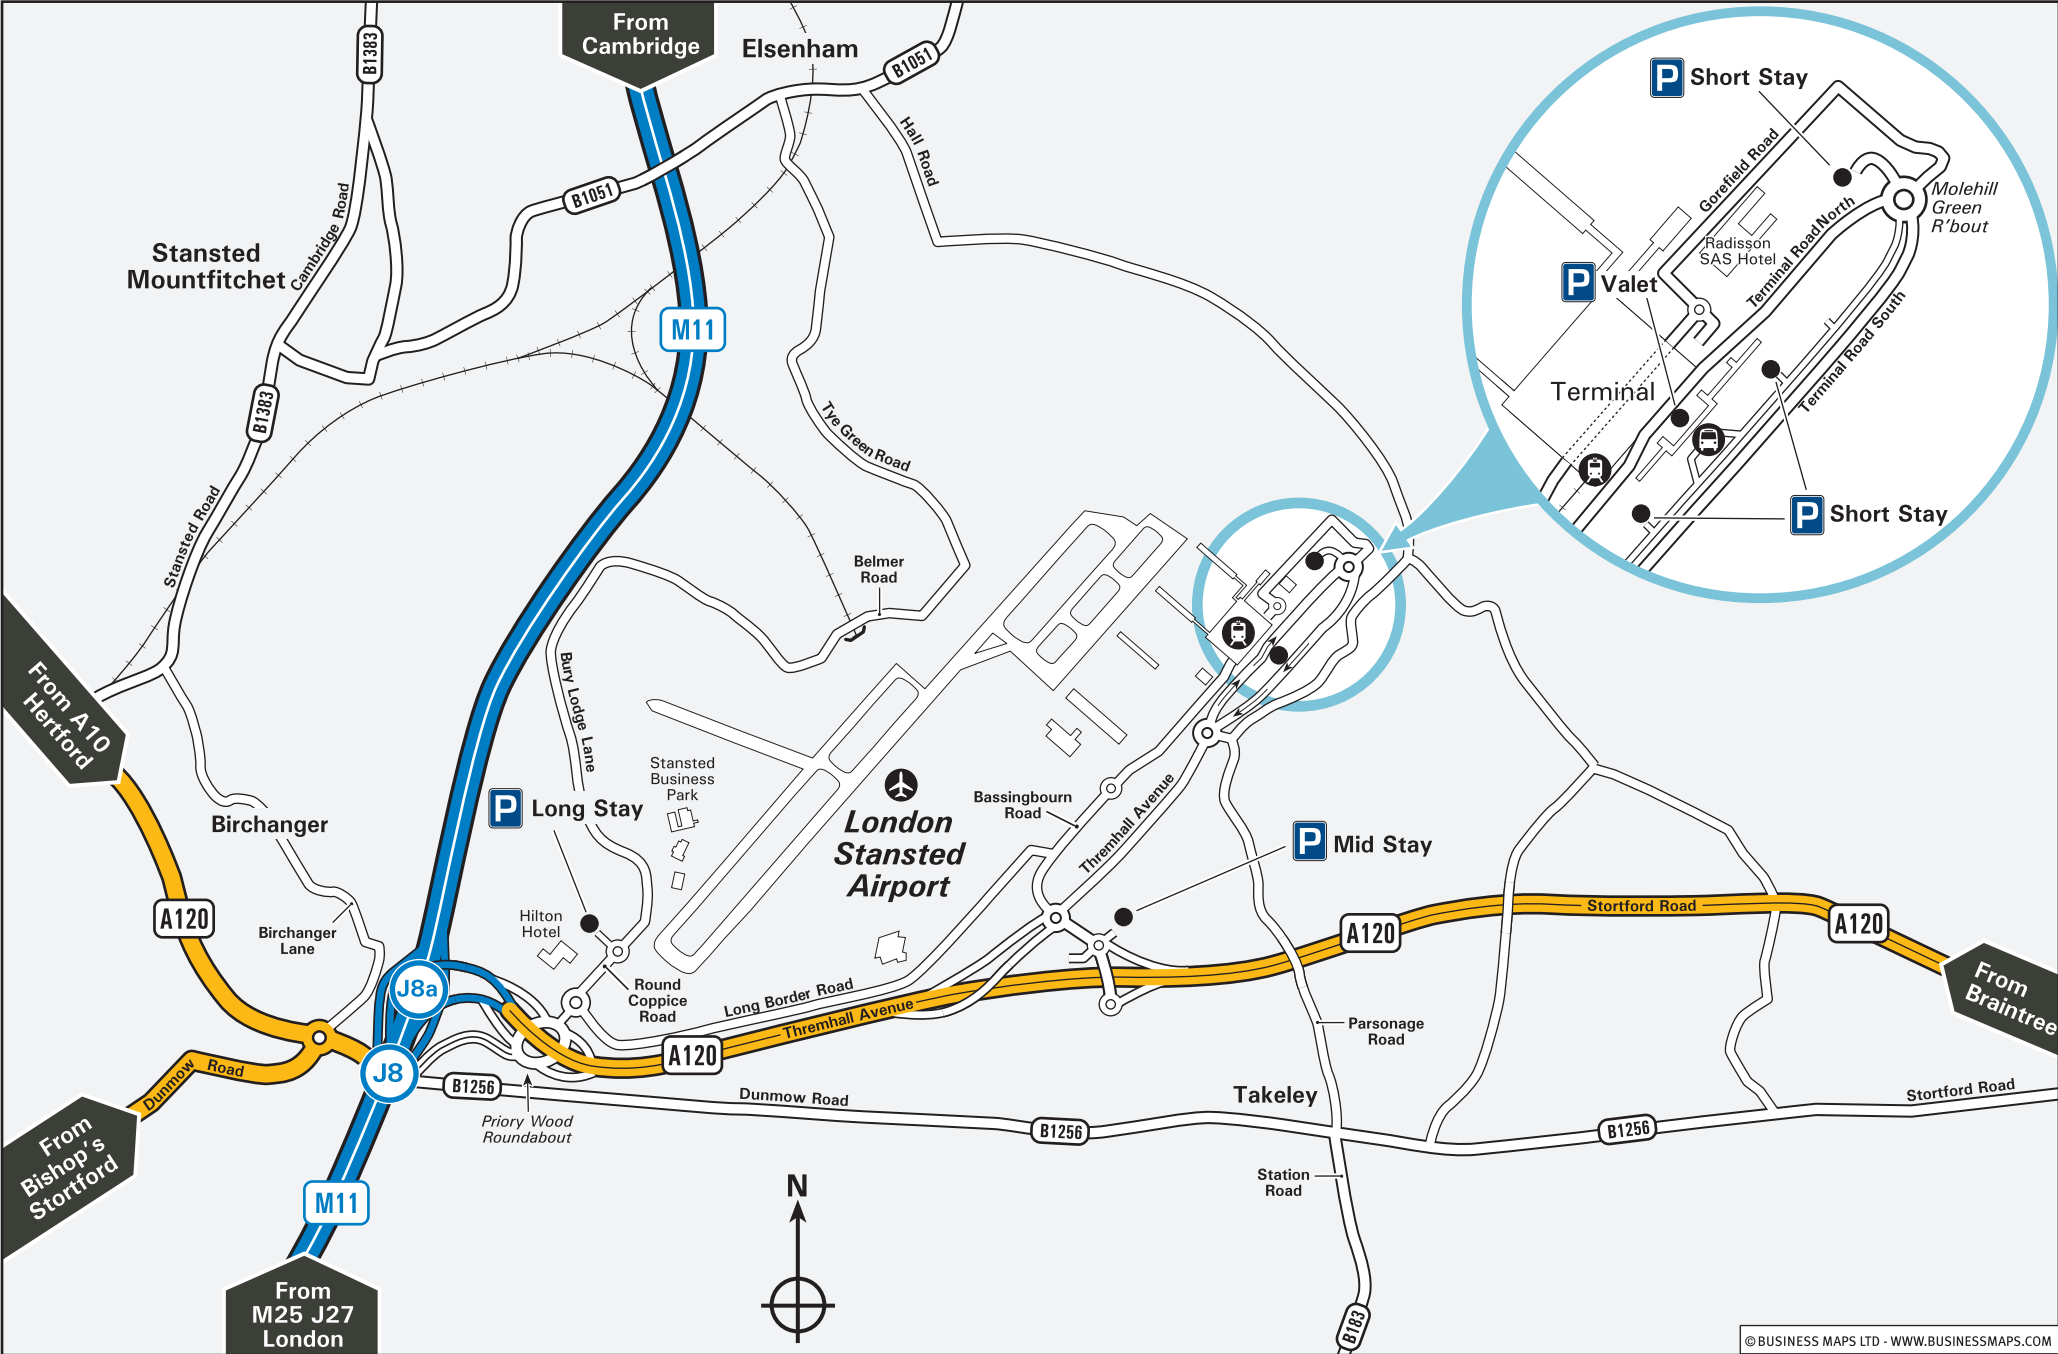 From
Cambridge
Elsenham
B1383
B1051
B1051
Hall Road
Cambridge Road
Stansted
Mountfitchet
M11
B1383
Tye Green Road
Stansted Road
P Short Stay
Gorefield Road
Molehill
Green
R'bout
Terminal Road North
Radisson
SAS Hotel
P Valet
Terminal Road South
Terminal
P Short Stay
Belmer
Road
From A10
Hertford
Bury Lodge Lane
Stansted
Business
Park
P Long Stay
London
Stansted
Airport
Bassingbourn
Road
Thremhall Avenue
P Mid Stay
Birchanger
A120
Birchanger
Lane
Hilton
Hotel
Round
Coppice
Road
Long Border Road
Thremhall Avenue
A120
A120
Stortford Road
A120
From
Braintree
J8a
J8
Dunmow Road
B1256
Priory Wood
Roundabout
Dunmow Road
B1256
Takeley
Parsonage
Road
B1256
Stortford Road
Station
Road
B183
From
Bishop's
Stortford
M11
From
M25 J27
London
N
© BUSINESS MAPS LTD - WWW.BUSINESSMAPS.COM